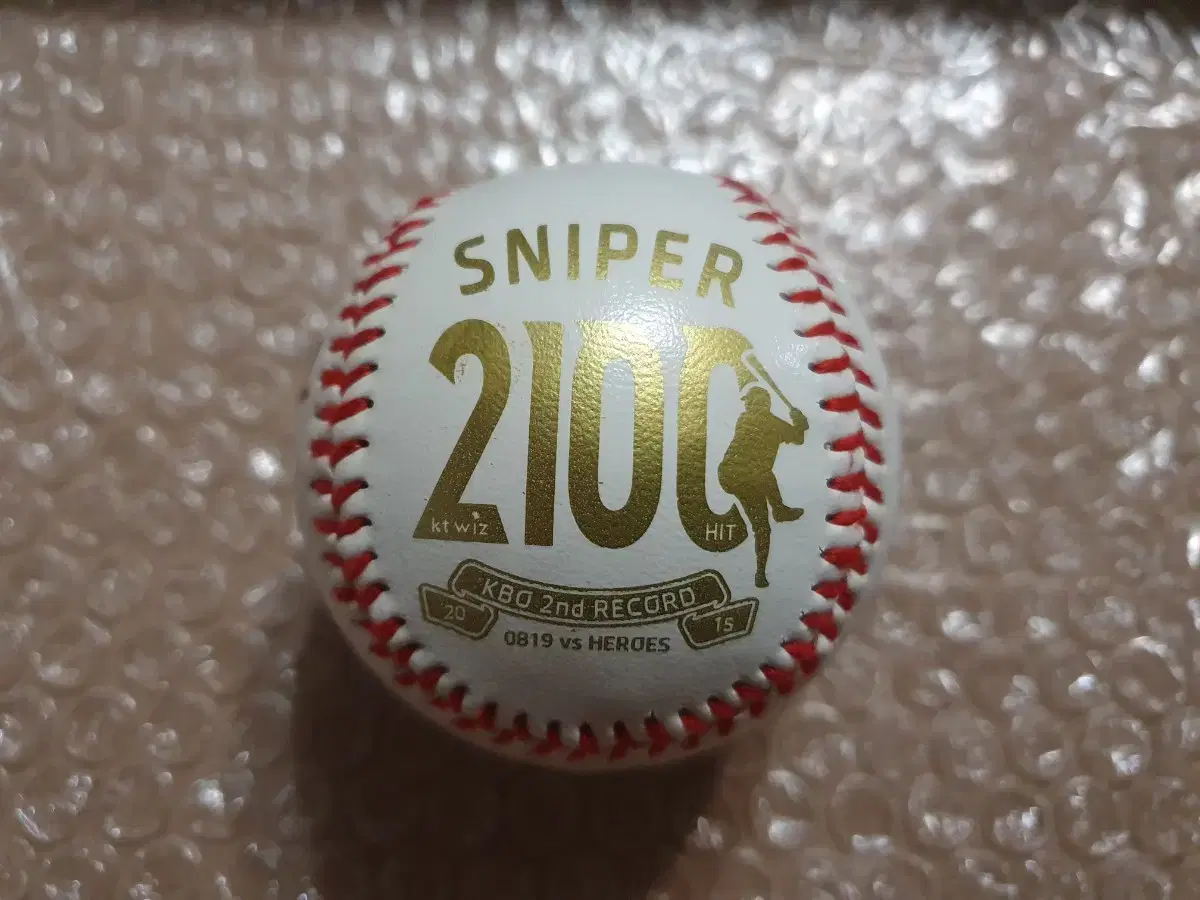 SNIPER
2100
kt wiz
HIT
KBO 2nd RECORD
20 15
0819 vs HEROES